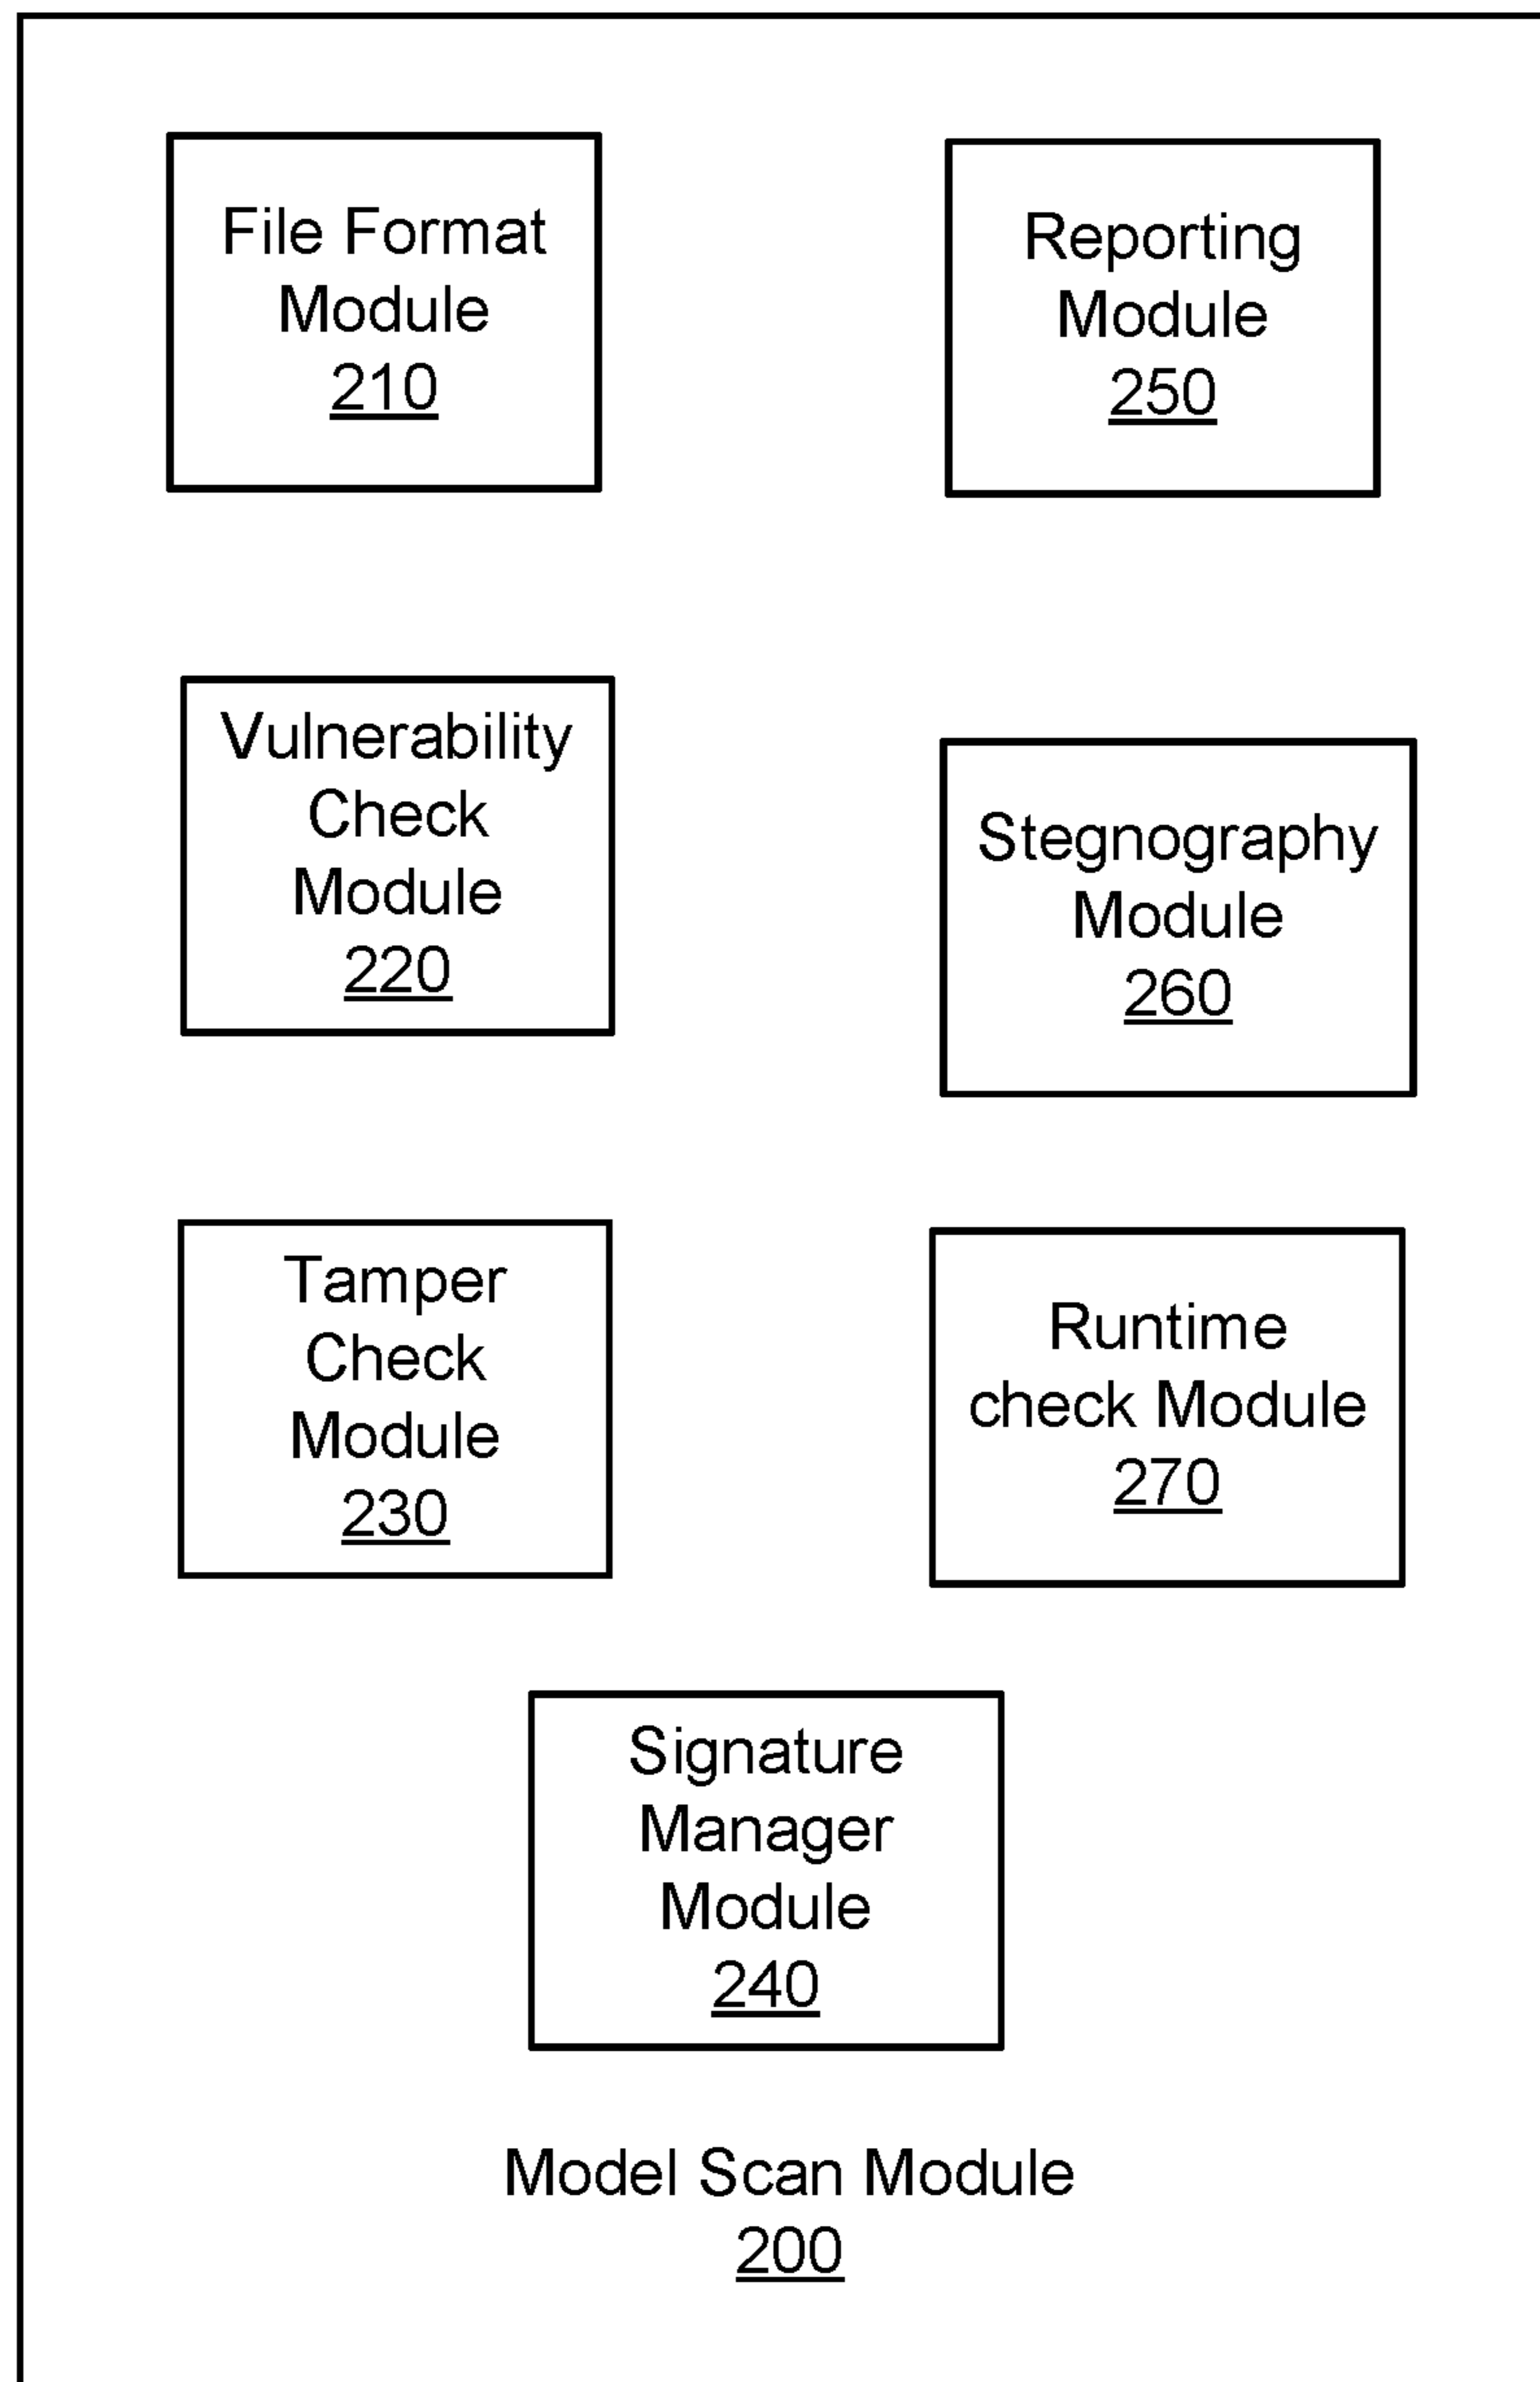 File Format
Module
210
Reporting
Module
250
Vulnerability
Check
Module
220
Stegnography
Module
260
Tamper
Check
Module
230
Runtime
check Module
270
Signature
Manager
Module
240
Model Scan Module
200